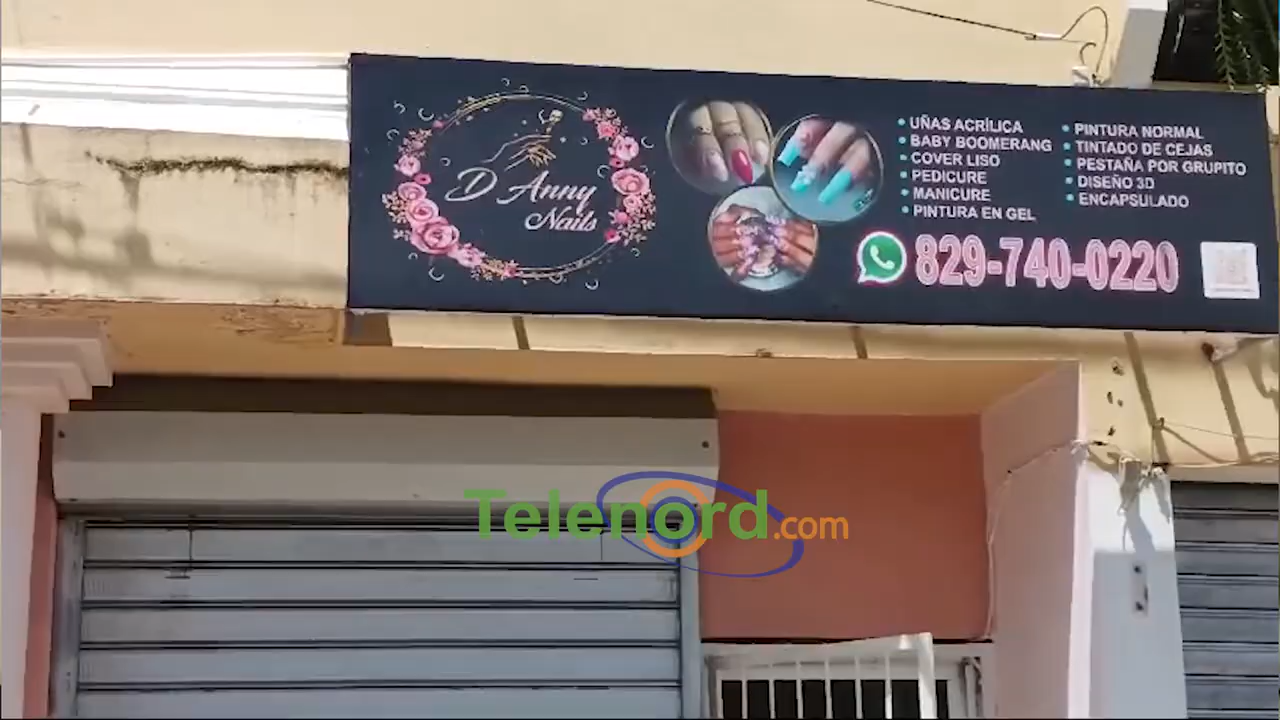 D'Anny
Nails
• UÑAS ACRÍLICA
• BABY BOOMERANG
• COVER LISO
• PEDICURE
• MANICURE
• PINTURA EN GEL
• PINTURA NORMAL
• TINTADO DE CEJAS
• PESTAÑA POR GRUPITO
• DISEÑO 3D
• ENCAPSULADO
829-740-0220
Telenord.com